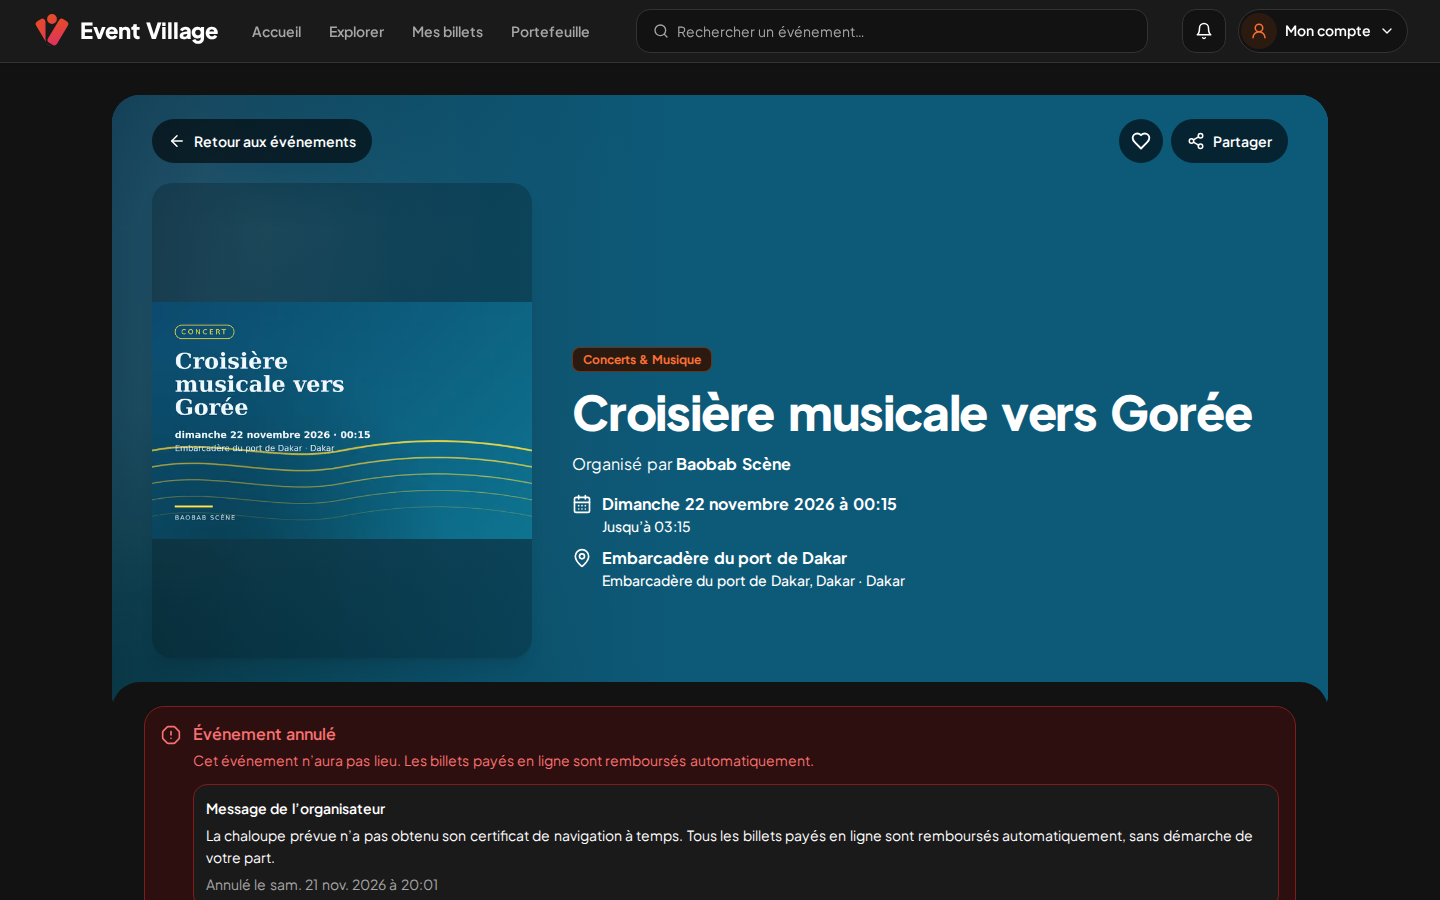 Event Village
Accueil
Explorer
Mes billets
Portefeuille
Rechercher un événement...
Mon compte
Retour aux événements
Partager
CONCERT
Croisière
musicale vers
Gorée
dimanche 22 novembre 2026 · 00:15
Embarcadère du port de Dakar · Dakar
BAOBAB SCÈNE
Concerts & Musique
Croisière musicale vers Gorée
Organisé par Baobab Scène
Dimanche 22 novembre 2026 à 00:15
Jusqu'à 03:15
Embarcadère du port de Dakar
Embarcadère du port de Dakar, Dakar · Dakar
Événement annulé
Cet événement n'aura pas lieu. Les billets payés en ligne sont remboursés automatiquement.
Message de l'organisateur
La chaloupe prévue n'a pas obtenu son certificat de navigation à temps. Tous les billets payés en ligne sont remboursés automatiquement, sans démarche de
votre part.
Annulé le sam. 21 nov. 2026 à 20:01